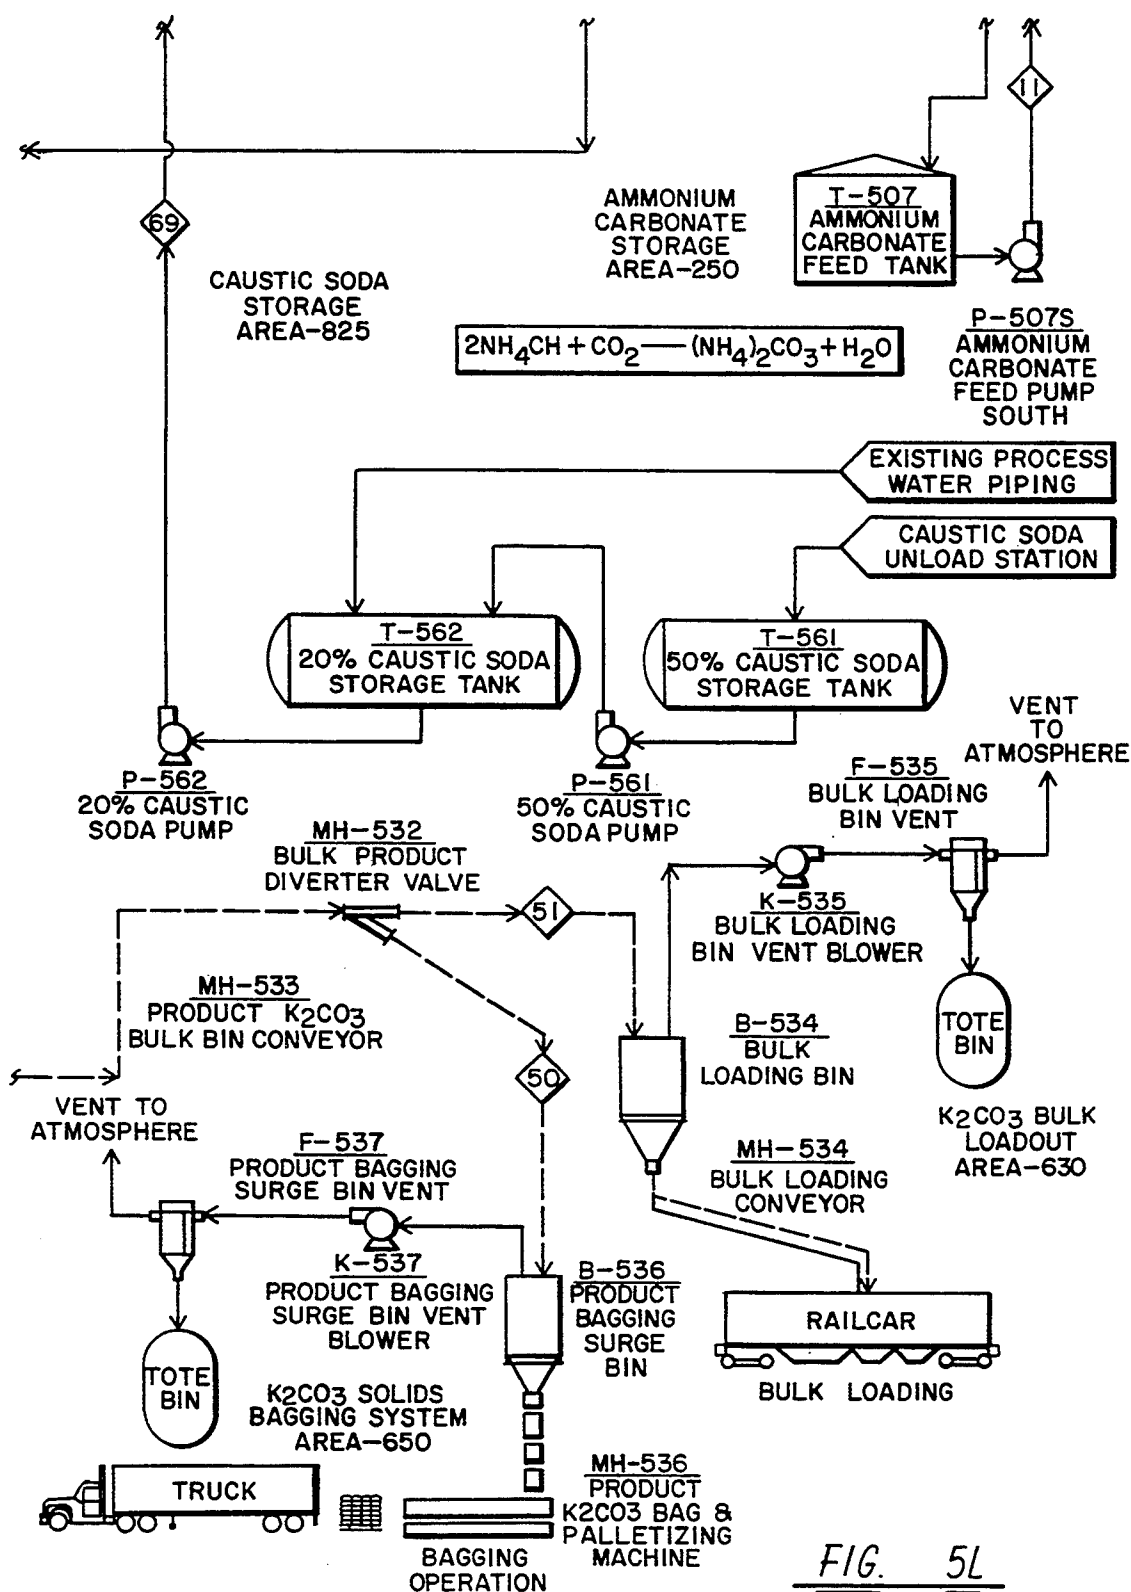 11
69
AMMONIUM
CARBONATE
STORAGE
AREA-250
T-507
AMMONIUM
CARBONATE
FEED TANK
CAUSTIC SODA
STORAGE
AREA-825
P-507S
AMMONIUM
CARBONATE
FEED PUMP
SOUTH
2NH4CH + CO2 — (NH4)2CO3 + H2O
EXISTING PROCESS
WATER PIPING
CAUSTIC SODA
UNLOAD STATION
T-562
20% CAUSTIC SODA
STORAGE TANK
T-561
50% CAUSTIC SODA
STORAGE TANK
VENT
TO
ATMOSPHERE
P-562
20% CAUSTIC
SODA PUMP
P-561
50% CAUSTIC
SODA PUMP
F-535
BULK LOADING
BIN VENT
MH-532
BULK PRODUCT
DIVERTER VALVE
51
K-535
BULK LOADING
BIN VENT BLOWER
MH-533
PRODUCT K2CO3
BULK BIN CONVEYOR
B-534
BULK
LOADING BIN
TOTE
BIN
50
VENT TO
ATMOSPHERE
K2CO3 BULK
LOADOUT
AREA-630
F-537
PRODUCT BAGGING
SURGE BIN VENT
MH-534
BULK LOADING
CONVEYOR
K-537
PRODUCT BAGGING
SURGE BIN VENT
BLOWER
B-536
PRODUCT
BAGGING
SURGE
BIN
RAILCAR
BULK LOADING
TOTE
BIN
K2CO3 SOLIDS
BAGGING SYSTEM
AREA-650
TRUCK
MH-536
PRODUCT
K2CO3 BAG &
PALLETIZING
MACHINE
BAGGING
OPERATION
FIG. 5L